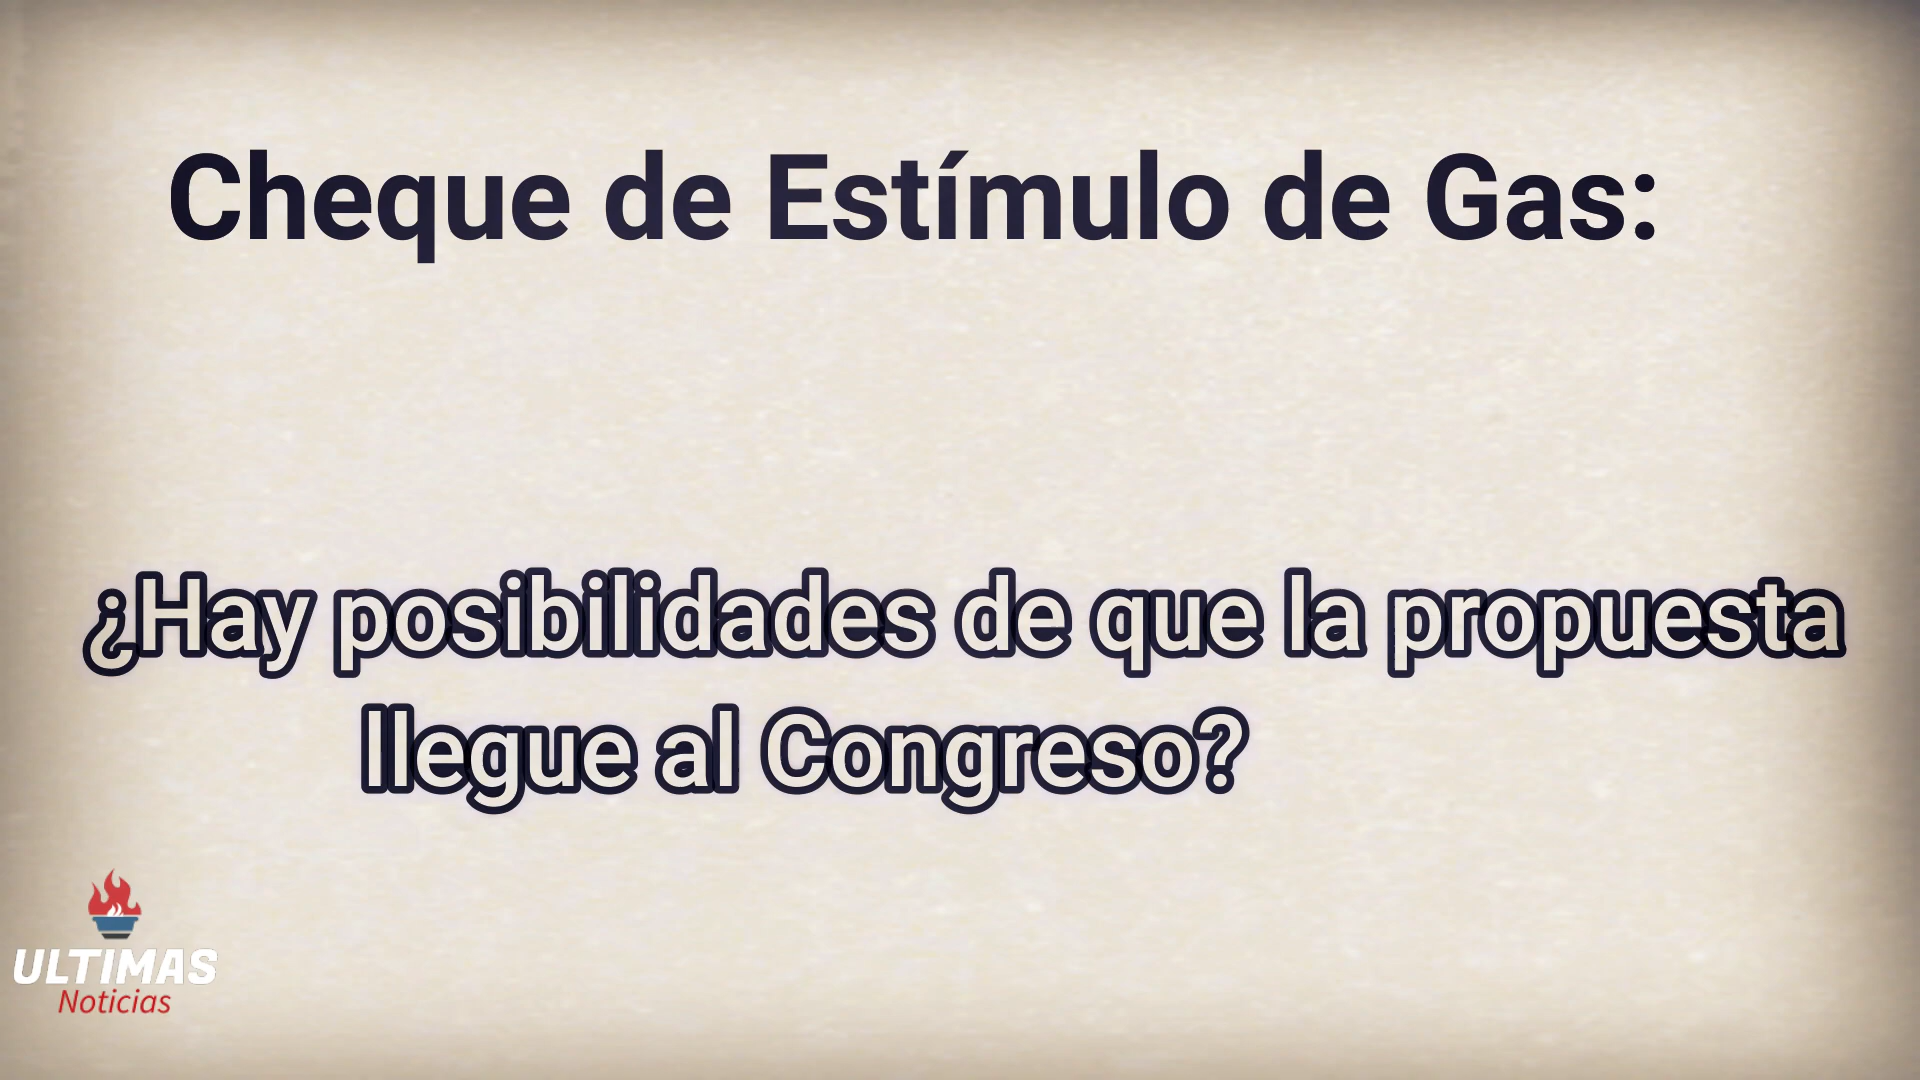 Cheque de Estímulo de Gas:
¿Hay posibilidades de que la propuesta
llegue al Congreso?
ULTIMAS
Noticias